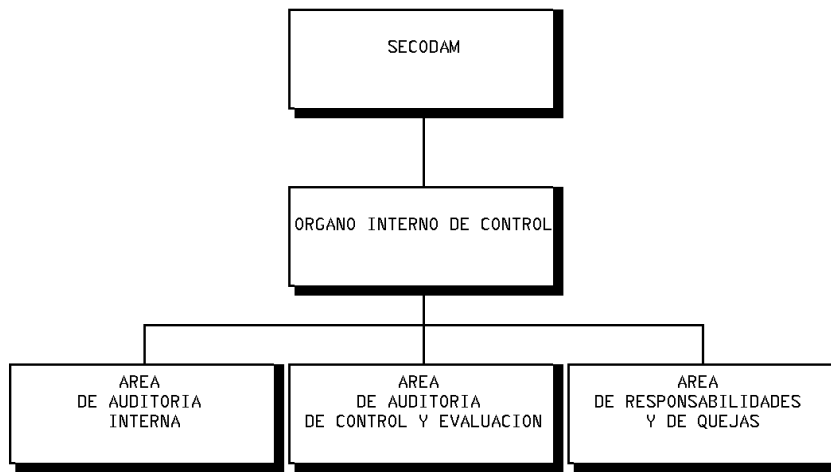 SECODAM
ORGANO INTERNO DE CONTROL
AREA
DE AUDITORIA
INTERNA
AREA
DE AUDITORIA
DE CONTROL Y EVALUACION
AREA
DE RESPONSABILIDADES
Y DE QUEJAS